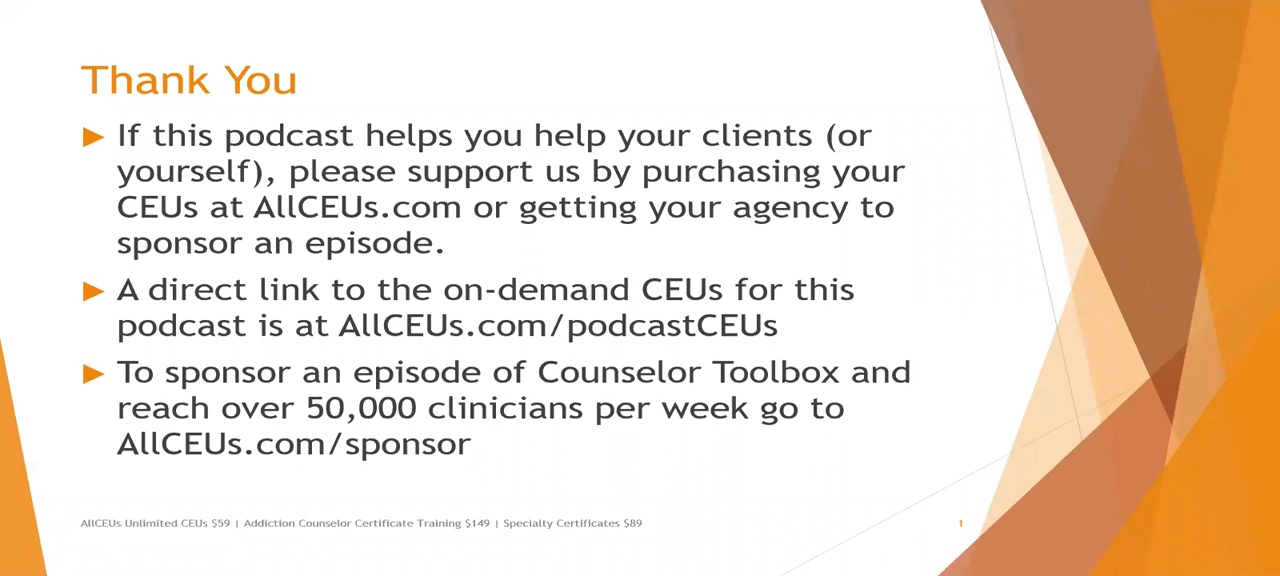 Thank You
If this podcast helps you help your clients (or
yourself), please support us by purchasing your
CEUs at AllCEUs.com or getting your agency to
sponsor an episode.
A direct link to the on-demand CEUs for this
podcast is at AllCEUs.com/podcastCEUs
To sponsor an episode of Counselor Toolbox and
reach over 50,000 clinicians per week go to
AllCEUs.com/sponsor
AllCEUs Unlimited CEUs $59 | Addiction Counselor Certificate Training $149 | Specialty Certificates $89
1